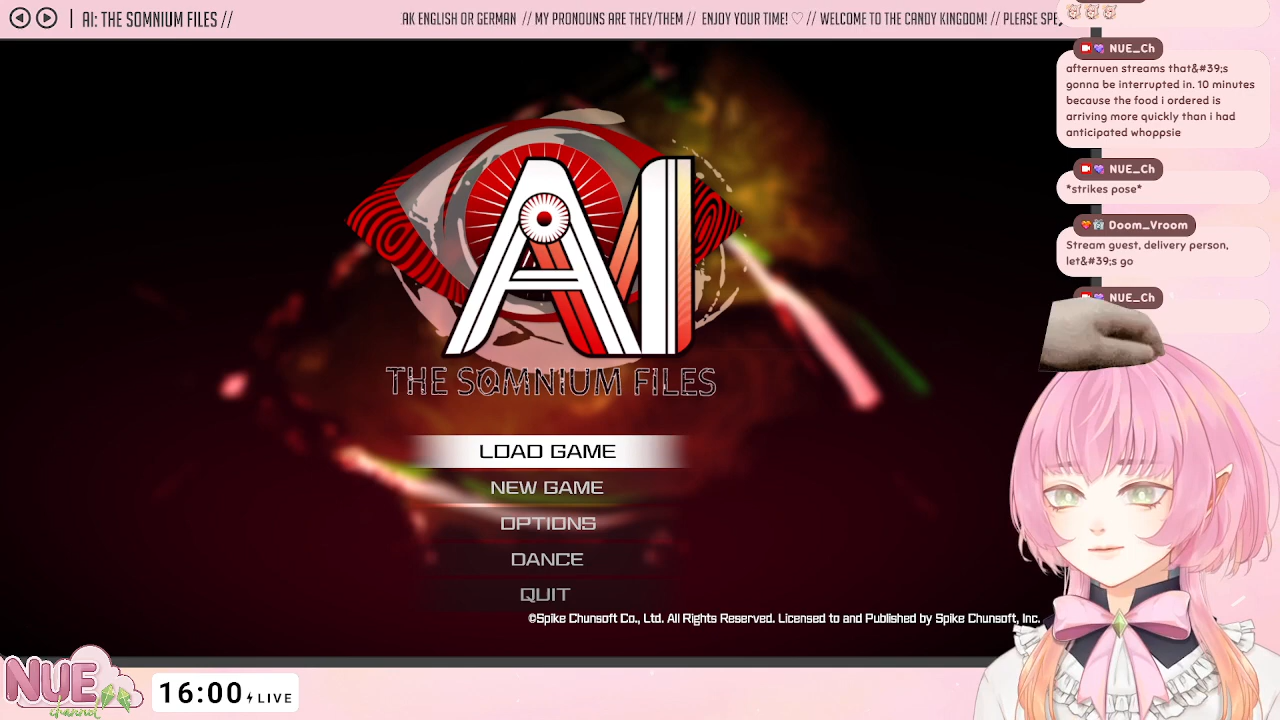 AI: THE SOMNIUM FILES //
AK ENGLISH OR GERMAN // MY PRONOUNS ARE THEY/THEM // ENJOY YOUR TIME! ♡ // WELCOME TO THE CANDY KINGDOM! // PLEASE SPE
NUE_Ch
afternuen streams that&#39;s
gonna be interrupted in. 10 minutes
because the food i ordered is
arriving more quickly than i had
anticipated whoppsie
NUE_Ch
*strikes pose*
Doom_Vroom
Stream guest, delivery person,
let&#39;s go
NUE_Ch
AI
THE SOMNIUM FILES
LOAD GAME
NEW GAME
OPTIONS
DANCE
QUIT
©Spike Chunsoft Co., Ltd. All Rights Reserved. Licensed to and Published by Spike Chunsoft, Inc.
NUE
channel
16:00 LIVE